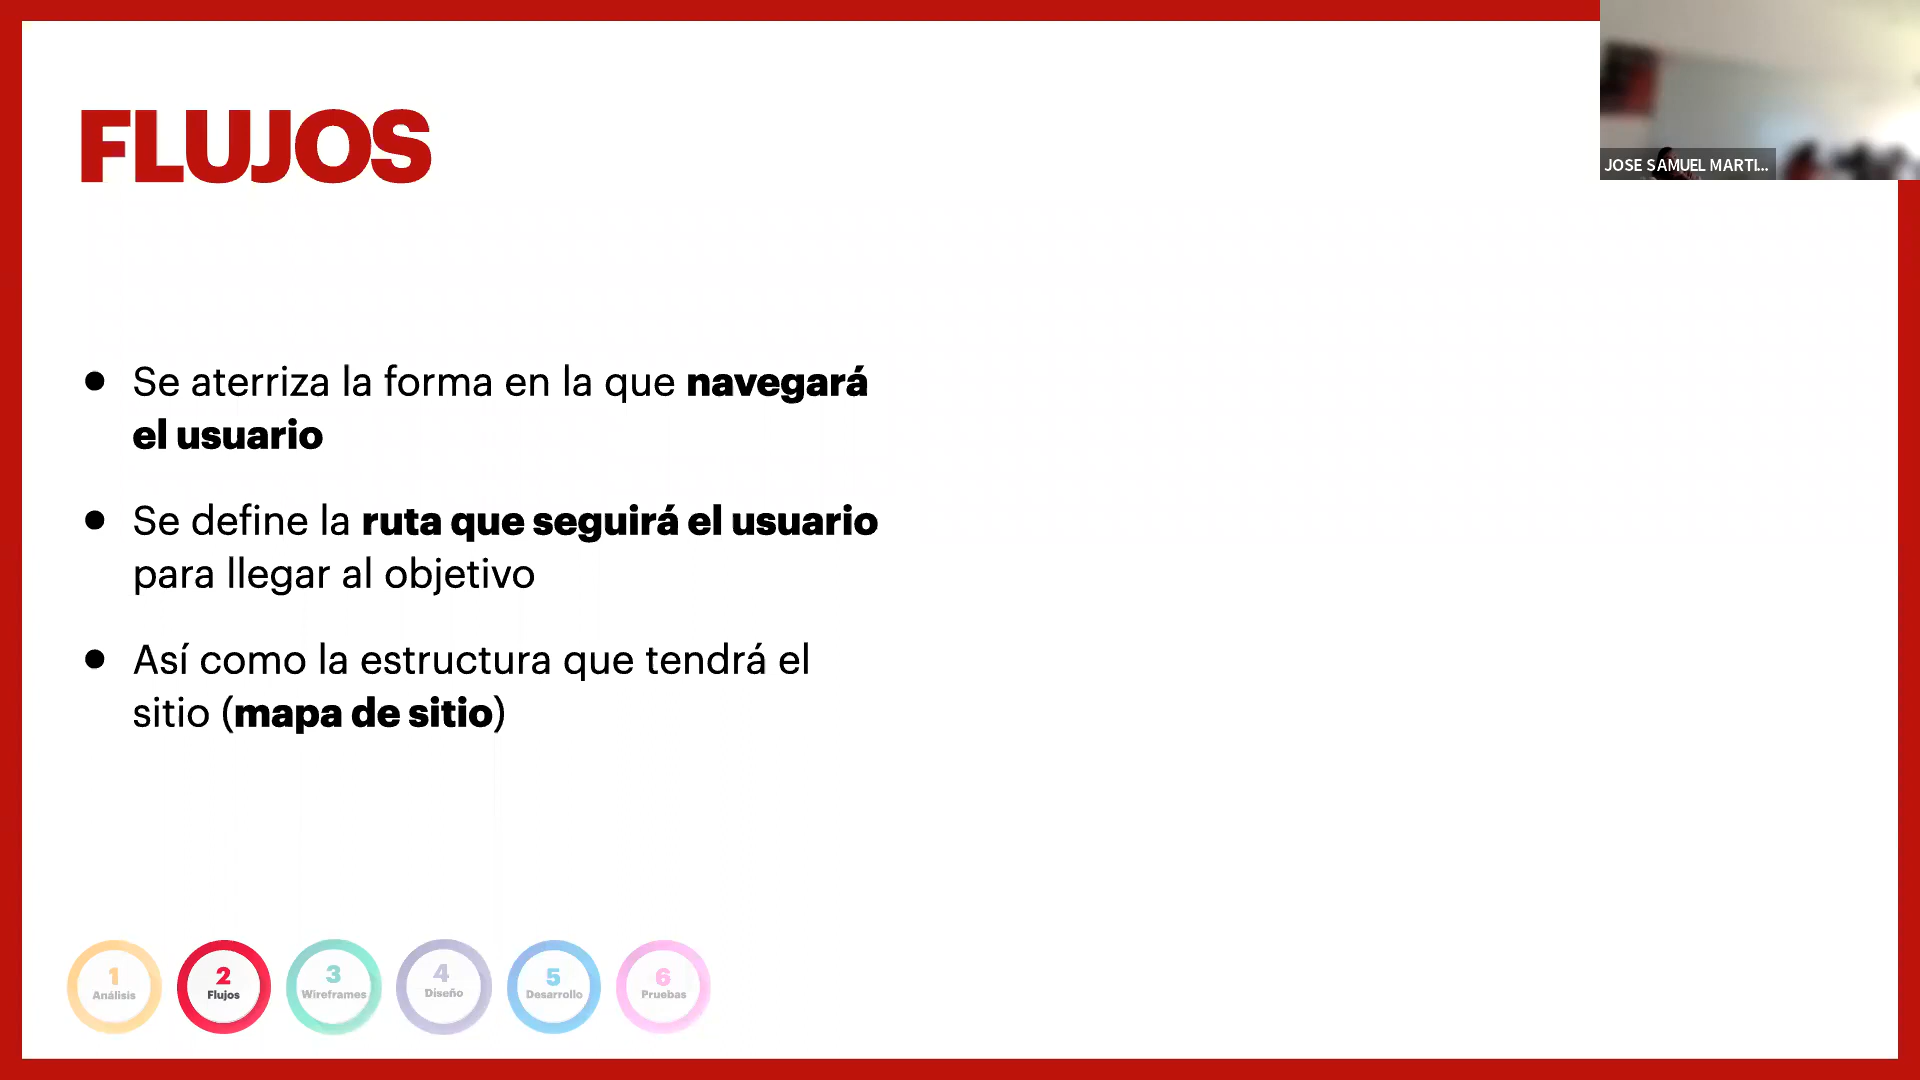 FLUJOS
JOSE SAMUEL MARTI...
● Se aterriza la forma en la que navegará
el usuario
● Se define la ruta que seguirá el usuario
para llegar al objetivo
● Así como la estructura que tendrá el
sitio (mapa de sitio)
1
Análisis
2
Flujos
3
Wireframes
4
Diseño
5
Desarrollo
6
Pruebas